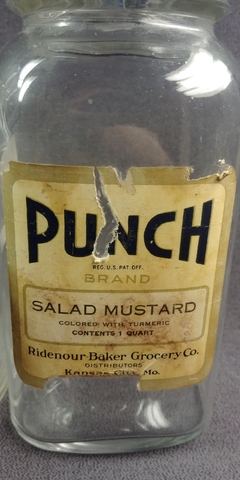 PUNCH
REG. U.S. PAT. OFF.
BRAND
SALAD MUSTARD
COLORED WITH TURMERIC
CONTENTS 1 QUART
Ridenour-Baker Grocery Co.
DISTRIBUTORS
Kansas City, Mo.